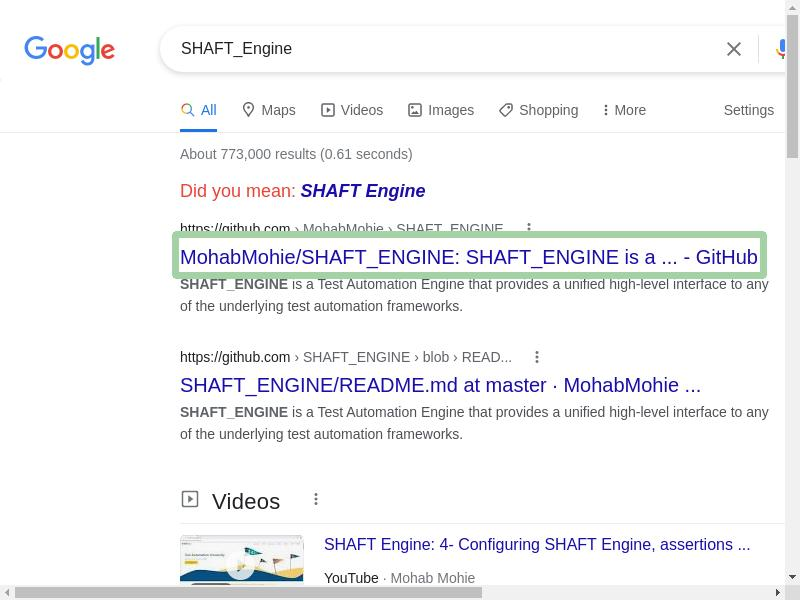 Google
SHAFT_Engine
All Maps Videos Images Shopping More Settings
About 773,000 results (0.61 seconds)
Did you mean: SHAFT Engine
https://github.com › MohabMohie › SHAFT_ENGINE
MohabMohie/SHAFT_ENGINE: SHAFT_ENGINE is a ... - GitHub
SHAFT_ENGINE is a Test Automation Engine that provides a unified high-level interface to any
of the underlying test automation frameworks.
https://github.com › SHAFT_ENGINE › blob › READ...
SHAFT_ENGINE/README.md at master · MohabMohie ...
SHAFT_ENGINE is a Test Automation Engine that provides a unified high-level interface to any
of the underlying test automation frameworks.
Videos
SHAFT Engine: 4- Configuring SHAFT Engine, assertions ...
YouTube · Mohab Mohie